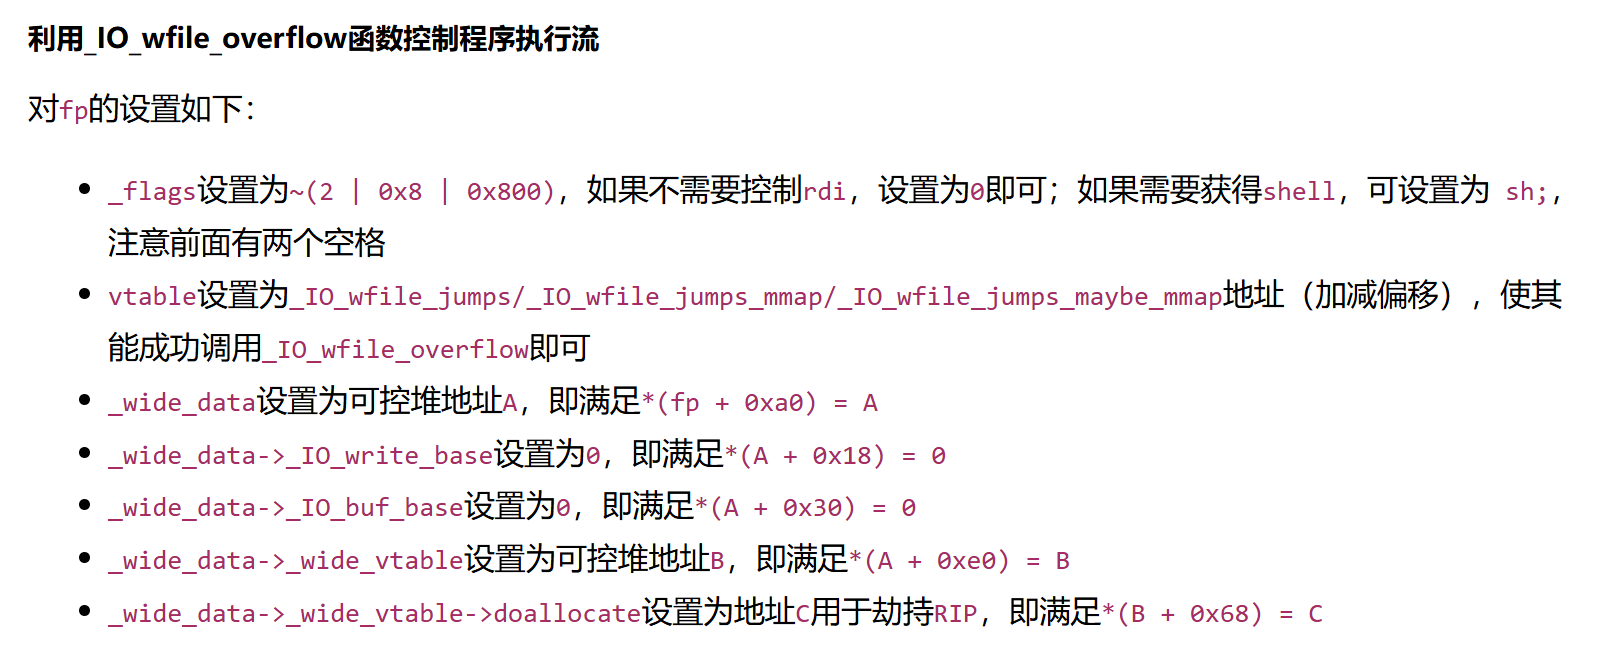 利用_IO_wfile_overflow函数控制程序执行流
对fp的设置如下：
_flags设置为~(2 | 0x8 | 0x800)，如果不需要控制rdi，设置为0即可；如果需要获得shell，可设置为 sh;，
注意前面有两个空格
vtable设置为_IO_wfile_jumps/_IO_wfile_jumps_mmap/_IO_wfile_jumps_maybe_mmap地址（加减偏移），使其
能成功调用_IO_wfile_overflow即可
_wide_data设置为可控堆地址A，即满足*(fp + 0xa0) = A
_wide_data->_IO_write_base设置为0，即满足*(A + 0x18) = 0
_wide_data->_IO_buf_base设置为0，即满足*(A + 0x30) = 0
_wide_data->_wide_vtable设置为可控堆地址B，即满足*(A + 0xe0) = B
_wide_data->_wide_vtable->doallocate设置为地址C用于劫持RIP，即满足*(B + 0x68) = C